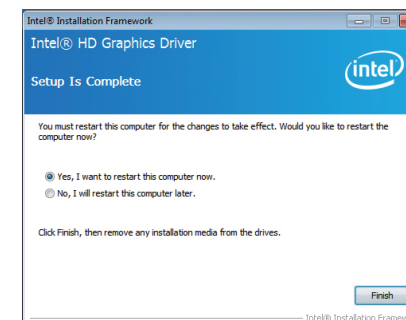 Intel® Installation Framework
Intel® HD Graphics Driver
Setup Is Complete
intel
You must restart this computer for the changes to take effect. Would you like to restart the
computer now?
Yes, I want to restart this computer now.
No, I will restart this computer later.
Click Finish, then remove any installation media from the drives.
Finish
Intel® Installation